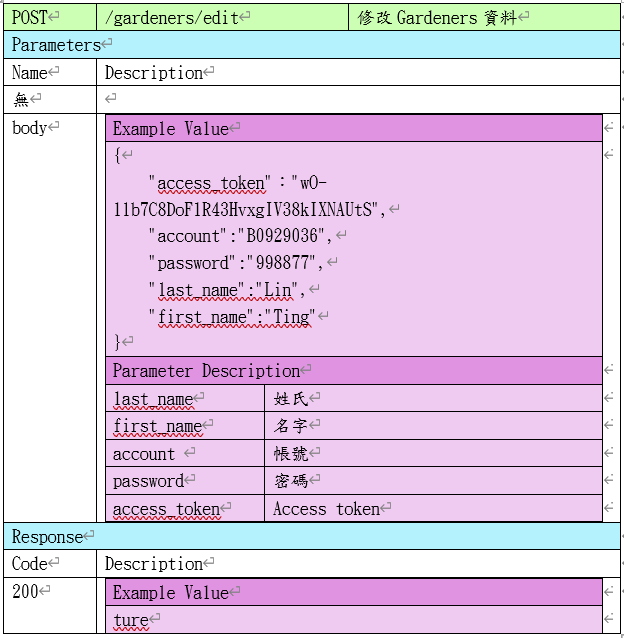 POST /gardeners/edit 修改 Gardeners 資料
Parameters
Name Description
無
body Example Value
{
"access_token":"wO-
11b7C8DoF1R43HvxgIV38kIXNAUtS",
"account":"B0929036",
"password":"998877",
"last_name":"Lin",
"first_name":"Ting"
}
Parameter Description
last_name 姓氏
first_name 名字
account 帳號
password 密碼
access_token Access token
Response
Code Description
200 Example Value
ture